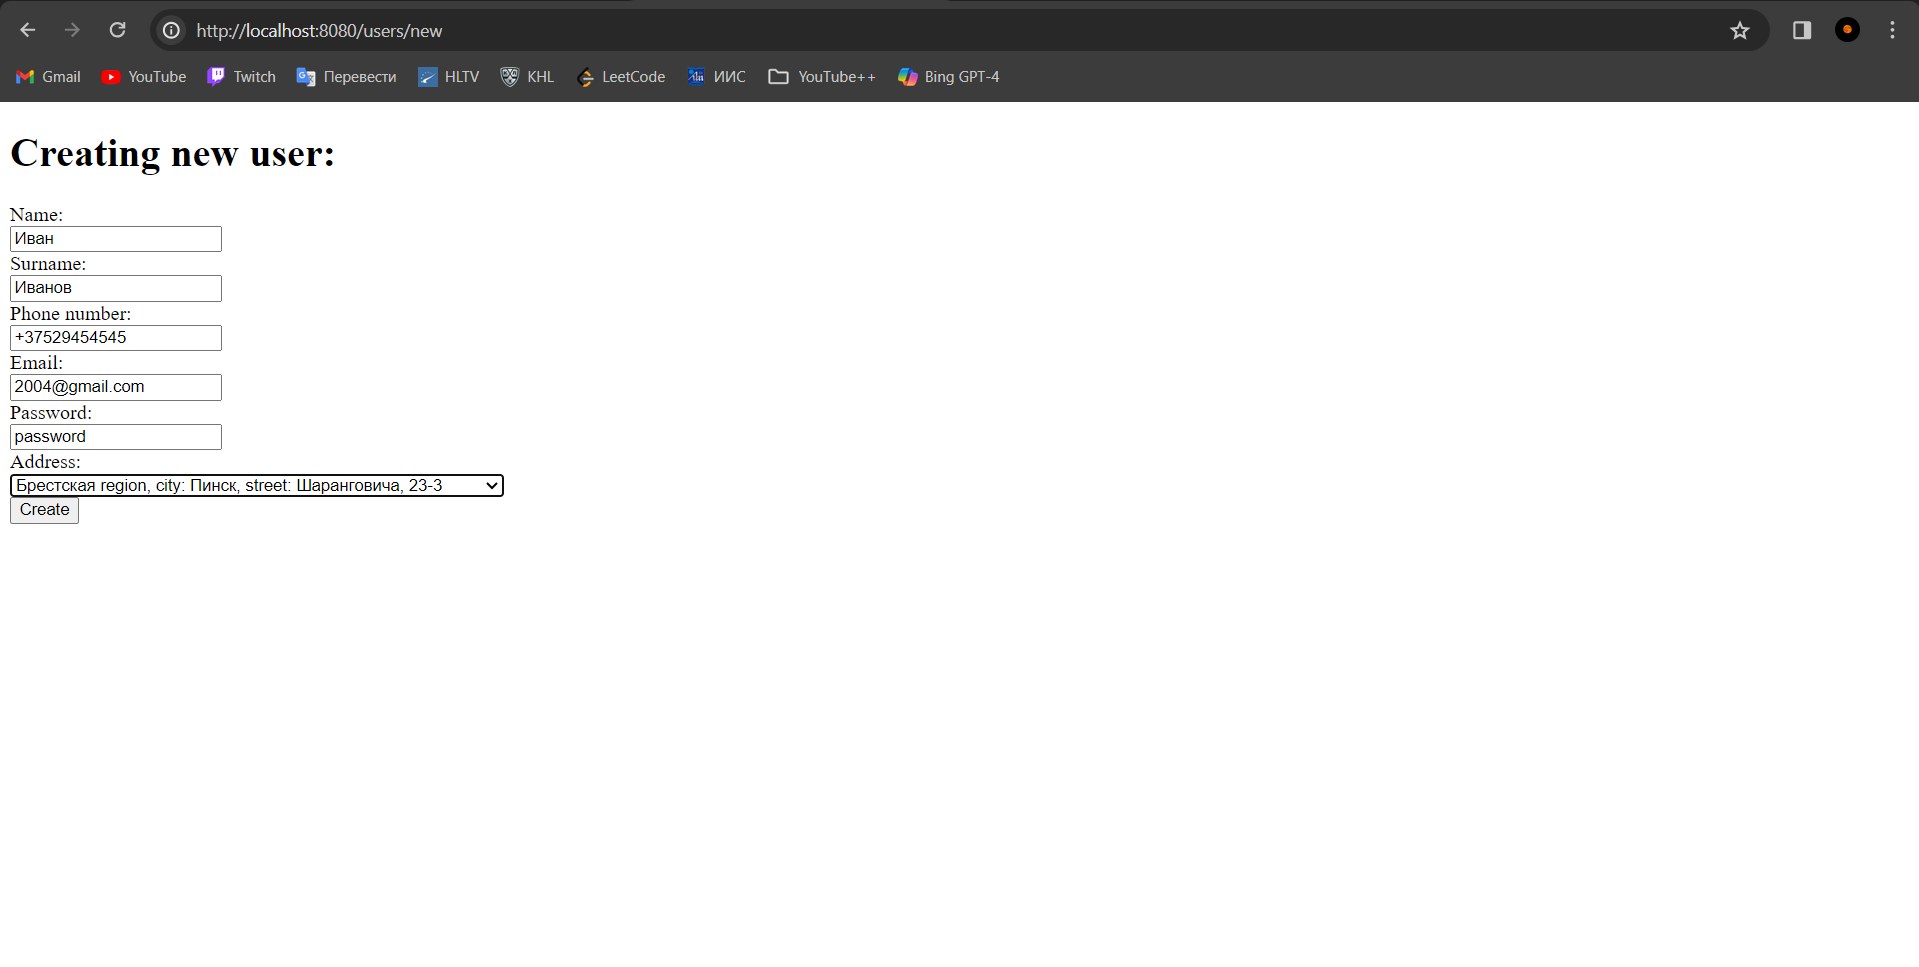 http://localhost:8080/users/new
Gmail YouTube Twitch Перевести HLTV KHL LeetCode ИИС YouTube++ Bing GPT-4
Creating new user:
Name:
Иван
Surname:
Иванов
Phone number:
+37529454545
Email:
2004@gmail.com
Password:
password
Address:
Брестская region, city: Пинск, street: Шаранговича, 23-3
Create